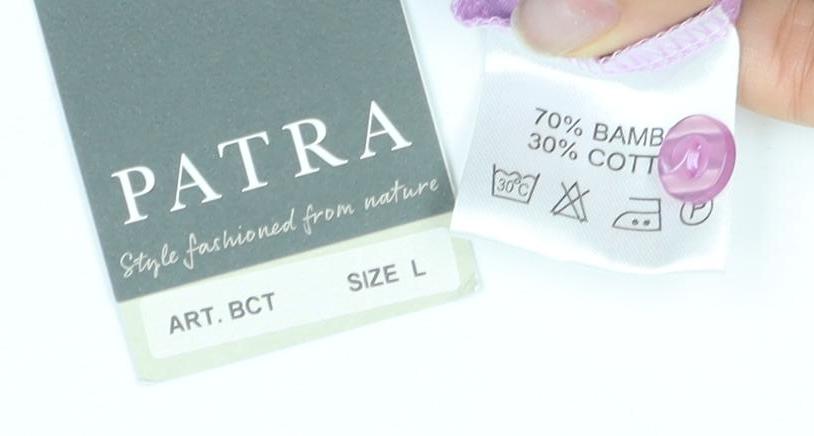 PATRA
Style fashioned from nature
ART. BCT SIZE L
70% BAMB
30% COTT
30°C
P